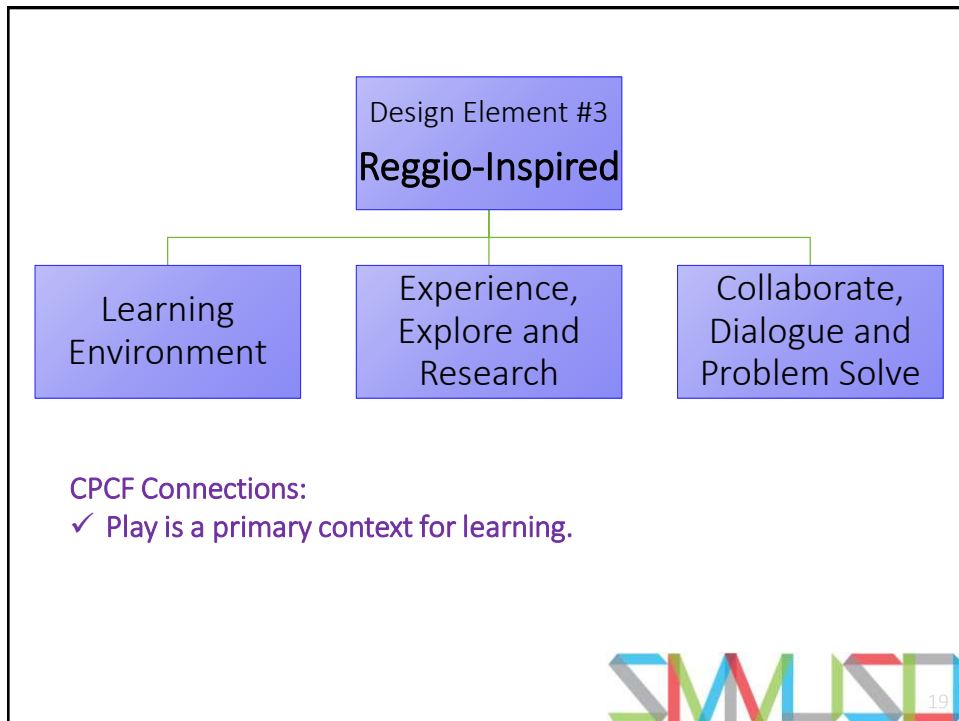 Design Element #3
Reggio-Inspired
Learning
Environment
Experience,
Explore and
Research
Collaborate,
Dialogue and
Problem Solve
CPCF Connections:
✓ Play is a primary context for learning.
SMMUSD
19